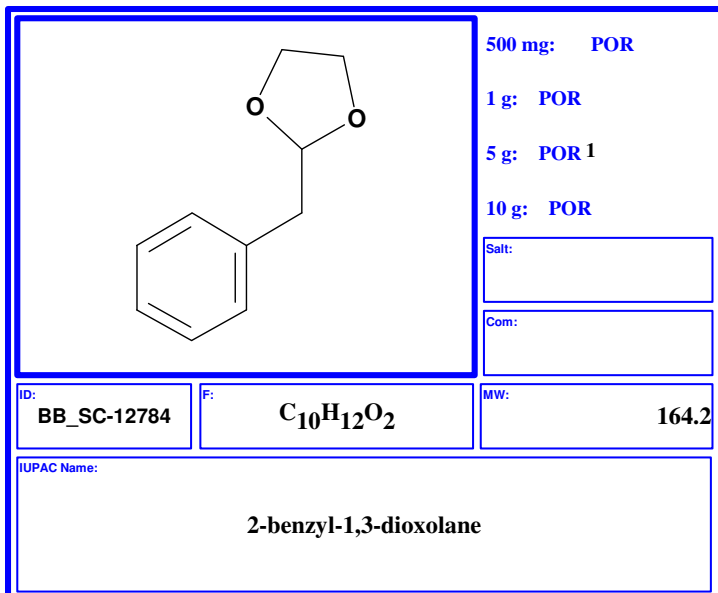 500 mg: POR
O
1 g: POR
O
5 g: POR 1
10 g: POR
Salt:
Com:
ID:
BB_SC-12784
F:
C10H12O2
MW:
164.2
IUPAC Name:
2-benzyl-1,3-dioxolane